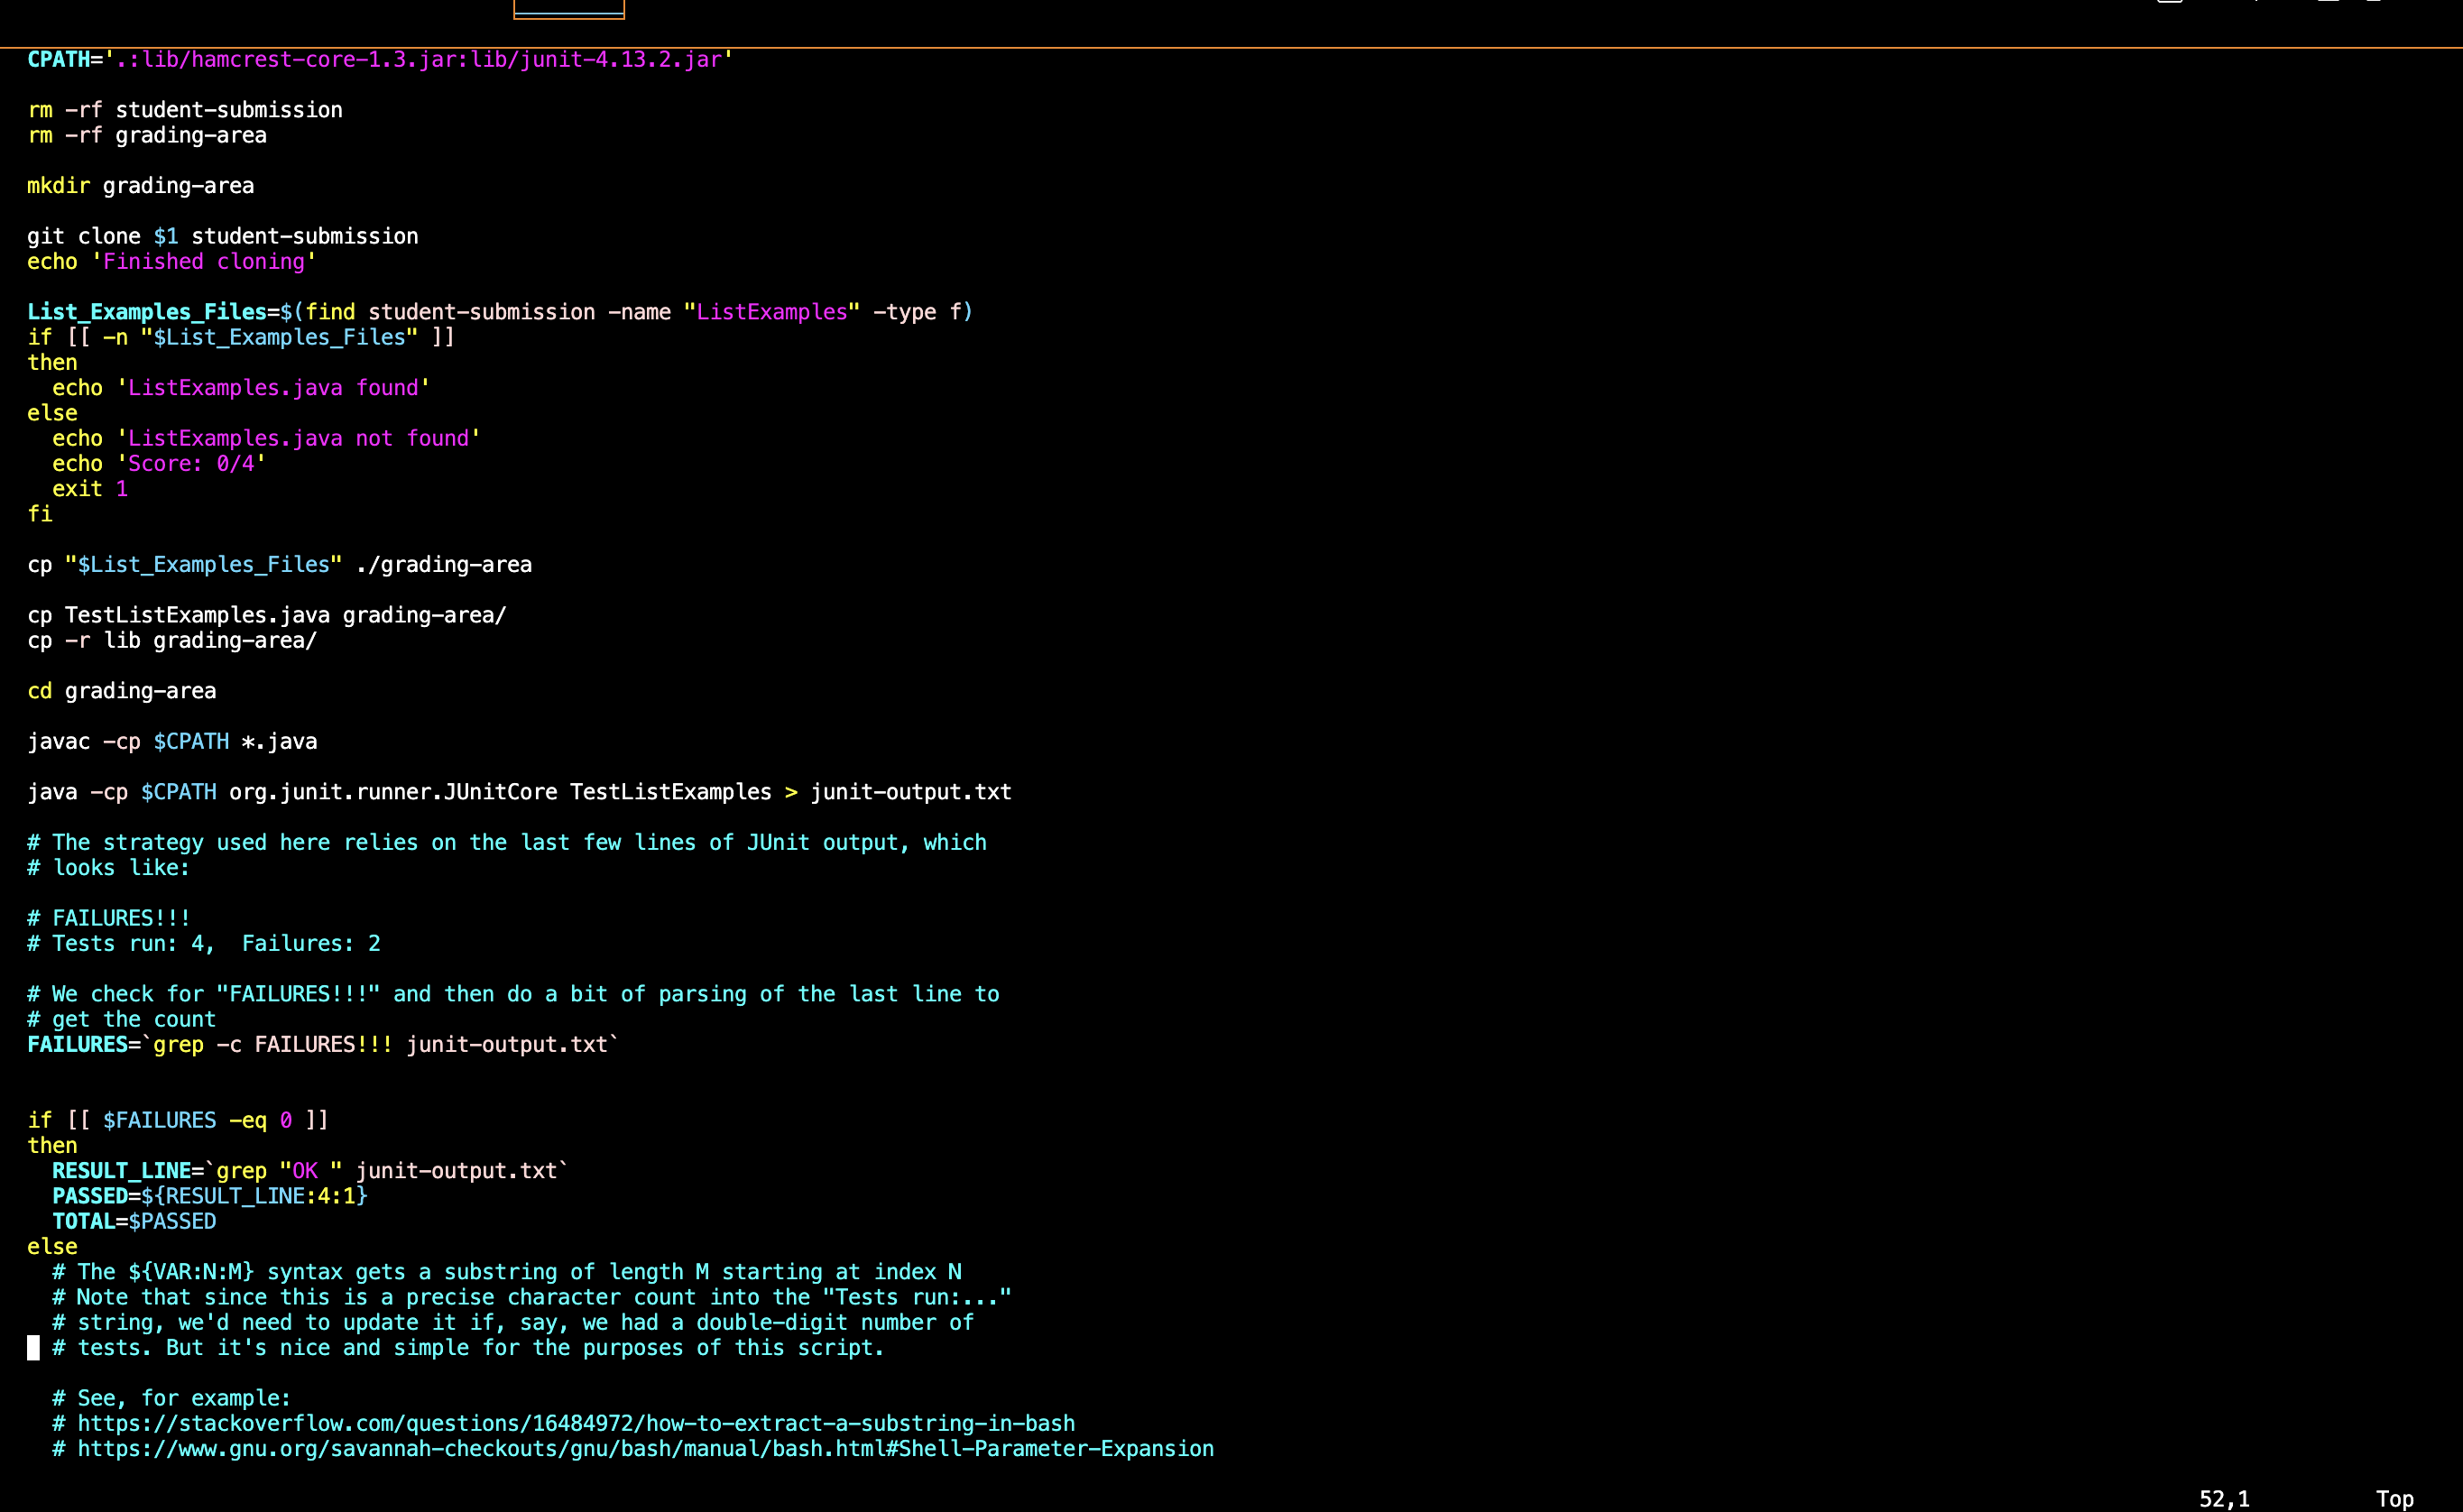 CPATH='.:lib/hamcrest-core-1.3.jar:lib/junit-4.13.2.jar'

rm -rf student-submission
rm -rf grading-area

mkdir grading-area

git clone $1 student-submission
echo 'Finished cloning'

List_Examples_Files=$(find student-submission -name "ListExamples" -type f)
if [[ -n "$List_Examples_Files" ]]
then
  echo 'ListExamples.java found'
else
  echo 'ListExamples.java not found'
  echo 'Score: 0/4'
  exit 1
fi

cp "$List_Examples_Files" ./grading-area

cp TestListExamples.java grading-area/
cp -r lib grading-area/

cd grading-area

javac -cp $CPATH *.java

java -cp $CPATH org.junit.runner.JUnitCore TestListExamples > junit-output.txt

# The strategy used here relies on the last few lines of JUnit output, which
# looks like:

# FAILURES!!!
# Tests run: 4,  Failures: 2

# We check for "FAILURES!!!" and then do a bit of parsing of the last line to
# get the count
FAILURES=`grep -c FAILURES!!! junit-output.txt`


if [[ $FAILURES -eq 0 ]]
then
  RESULT_LINE=`grep "OK " junit-output.txt`
  PASSED=${RESULT_LINE:4:1}
  TOTAL=$PASSED
else
  # The ${VAR:N:M} syntax gets a substring of length M starting at index N
  # Note that since this is a precise character count into the "Tests run:..."
  # string, we'd need to update it if, say, we had a double-digit number of
  # tests. But it's nice and simple for the purposes of this script.

  # See, for example:
  # https://stackoverflow.com/questions/16484972/how-to-extract-a-substring-in-bash
  # https://www.gnu.org/savannah-checkouts/gnu/bash/manual/bash.html#Shell-Parameter-Expansion

52,1 Top